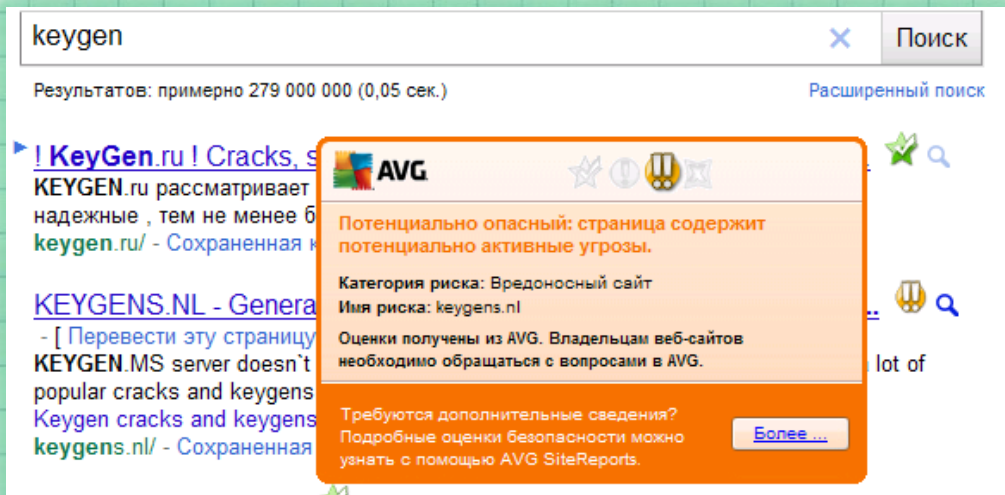 keygen
Поиск
Результатов: примерно 279 000 000 (0,05 сек.)
Расширенный поиск
! KeyGen.ru ! Cracks, s
KEYGEN.ru рассматривает
надежные , тем не менее б
keygen.ru/ - Сохраненная к
AVG
Потенциально опасный: страница содержит
потенциально активные угрозы.
Категория риска: Вредоносный сайт
Имя риска: keygens.nl
Оценки получены из AVG. Владельцам веб-сайтов
необходимо обращаться с вопросами в AVG.
Требуются дополнительные сведения?
Подробные оценки безопасности можно
узнать с помощью AVG SiteReports.
Более ...
KEYGENS.NL - Genera
..
- [ Перевести эту страницу
KEYGEN.MS server doesn`t
lot of
popular cracks and keygens
Keygen cracks and keygens
keygens.nl/ - Сохраненная